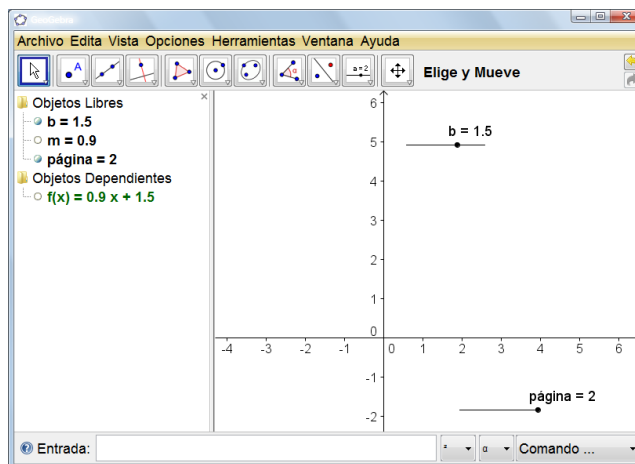 GeoGebra
Archivo Edita Vista Opciones Herramientas Ventana Ayuda
A
α
a = 2
Elige y Mueve
Objetos Libres
b = 1.5
m = 0.9
página = 2
Objetos Dependientes
f(x) = 0.9 x + 1.5
6
b = 1.5
5
4
3
2
1
0
-4 -3 -2 -1 0 1 2 3 4 5 6
-1
página = 2
-2
Entrada:
² α Comando ...